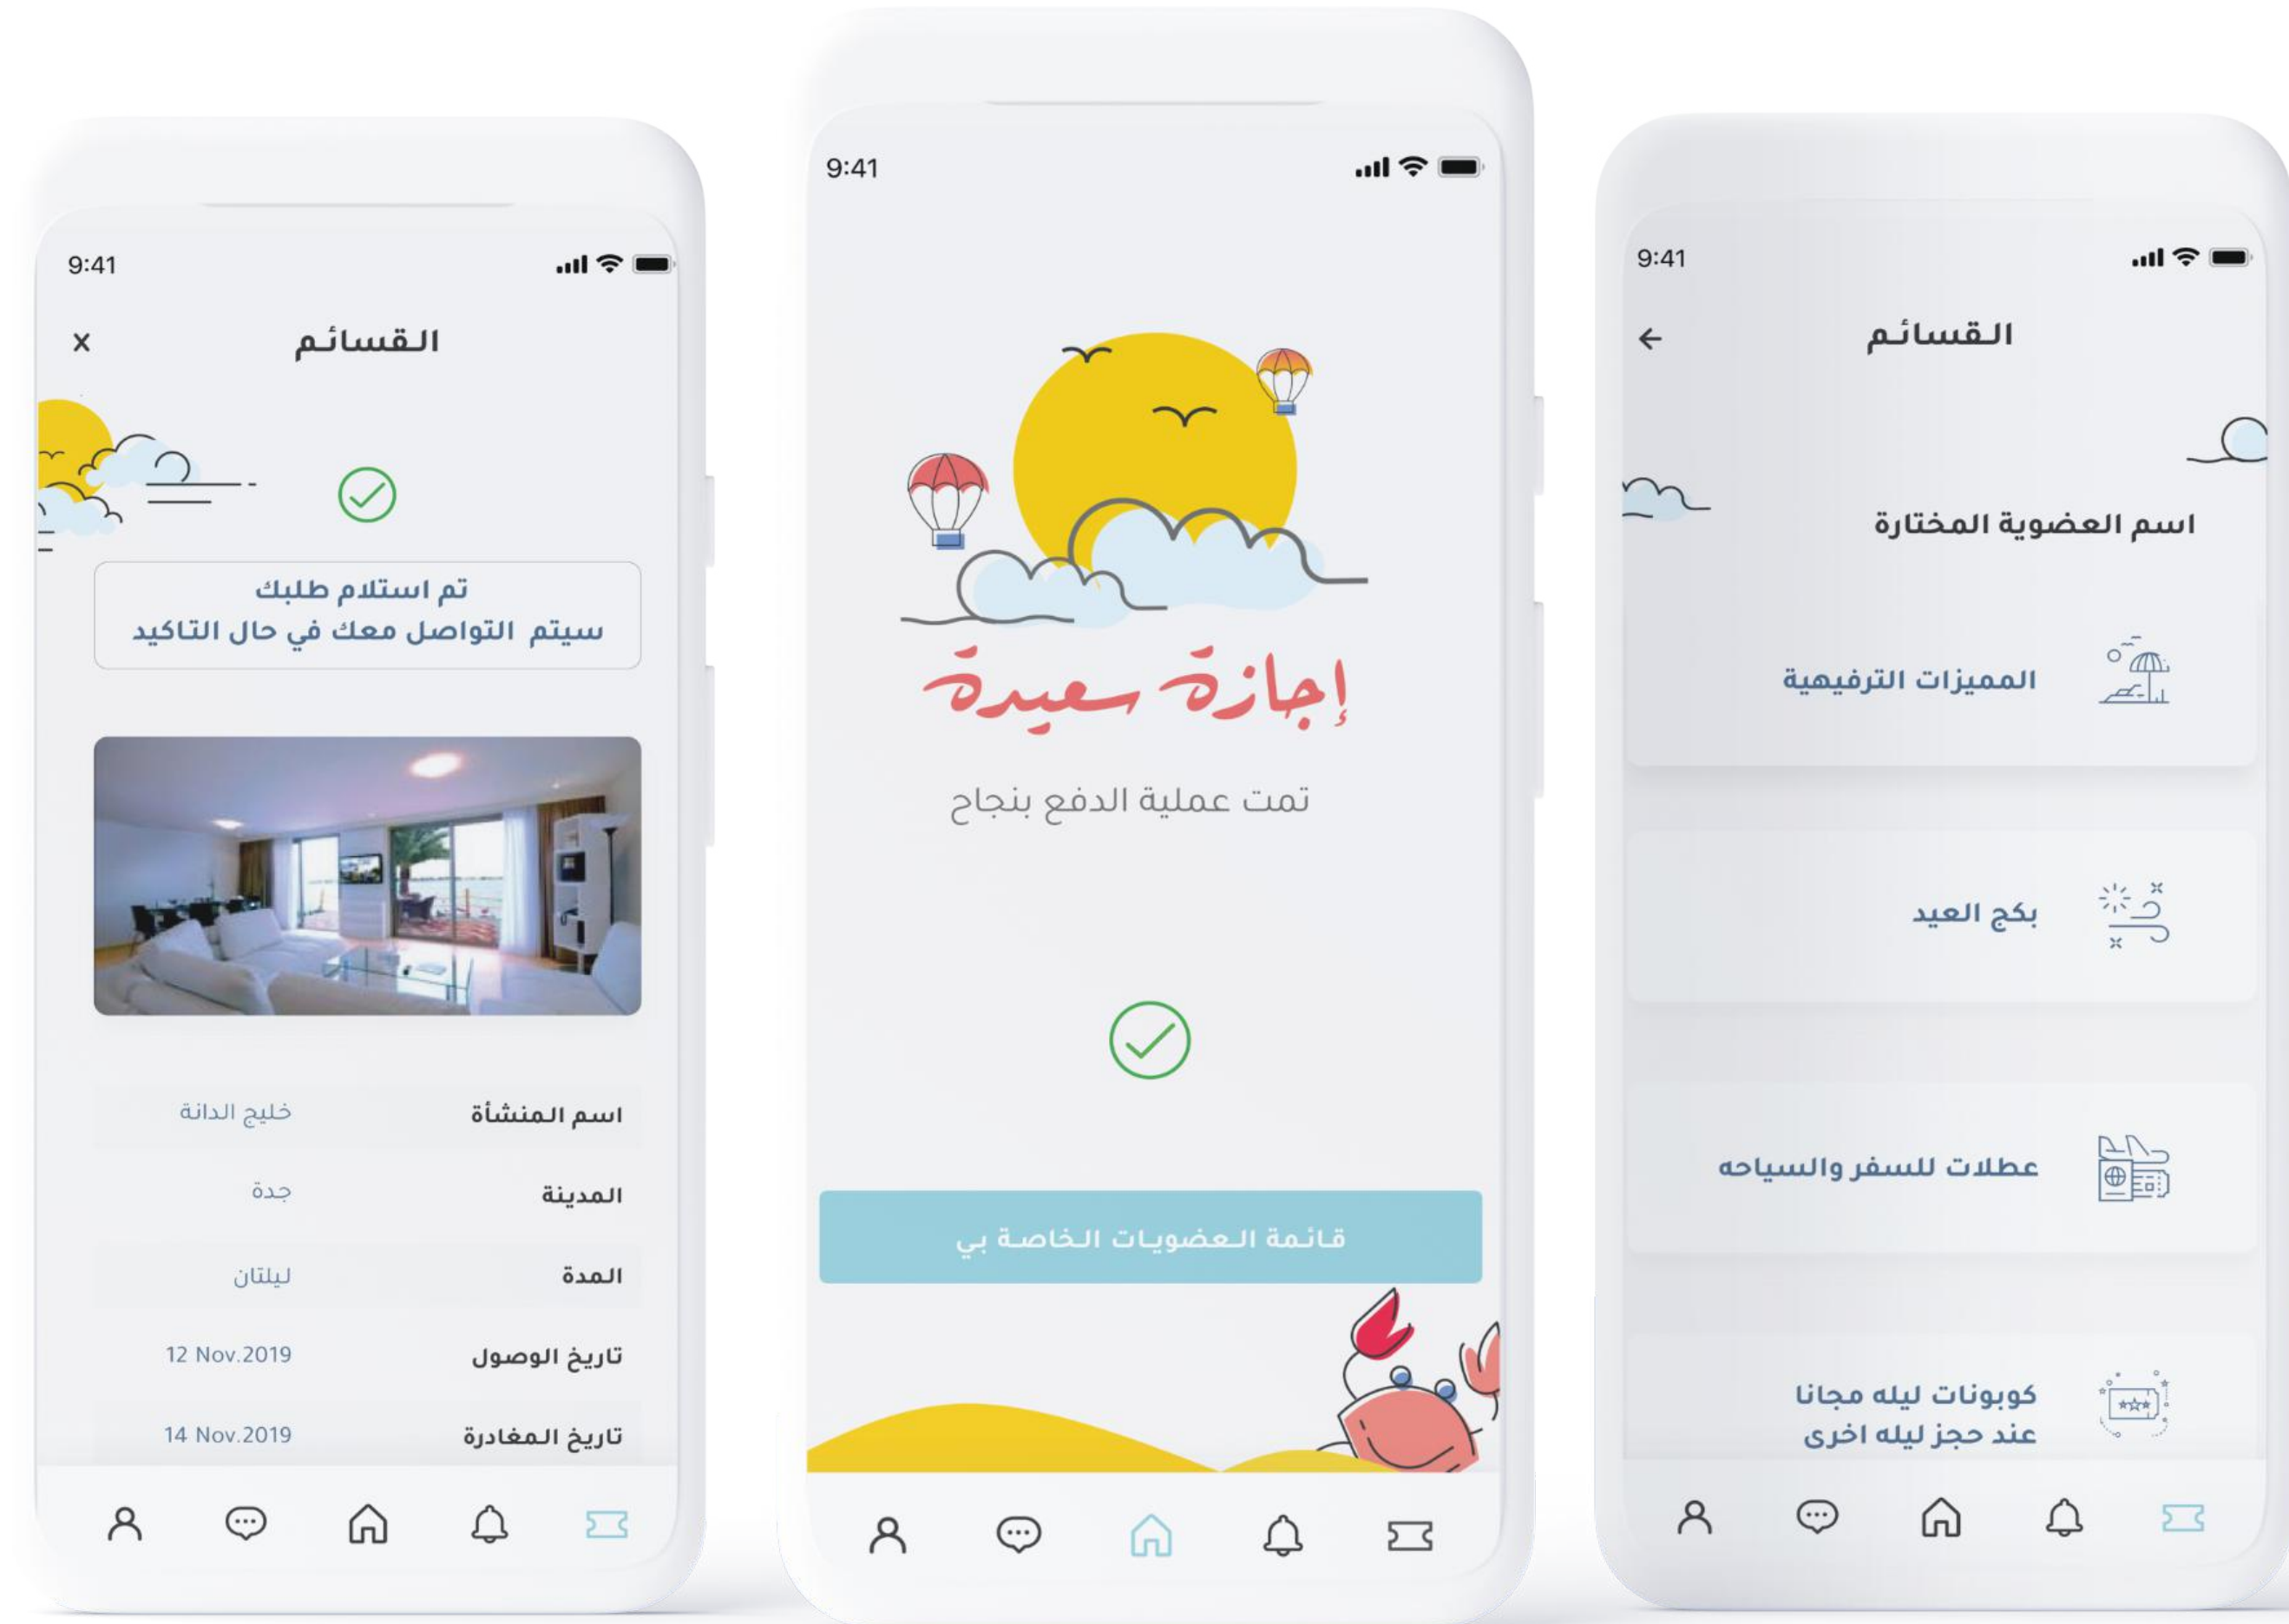 9:41
القسائم
x
تم استلام طلبك
سيتم التواصل معك في حال التاكيد
اسم المنشأة خليج الدانة
المدينة جدة
المدة ليلتان
تاريخ الوصول 12 Nov.2019
تاريخ المغادرة 14 Nov.2019
9:41
إجازة سعيدة
تمت عملية الدفع بنجاح
قائمة العضويات الخاصة بي
9:41
القسائم
اسم العضوية المختارة
المميزات الترفيهية
بكج العيد
عطلات للسفر والسياحه
كوبونات ليله مجانا
عند حجز ليله اخرى